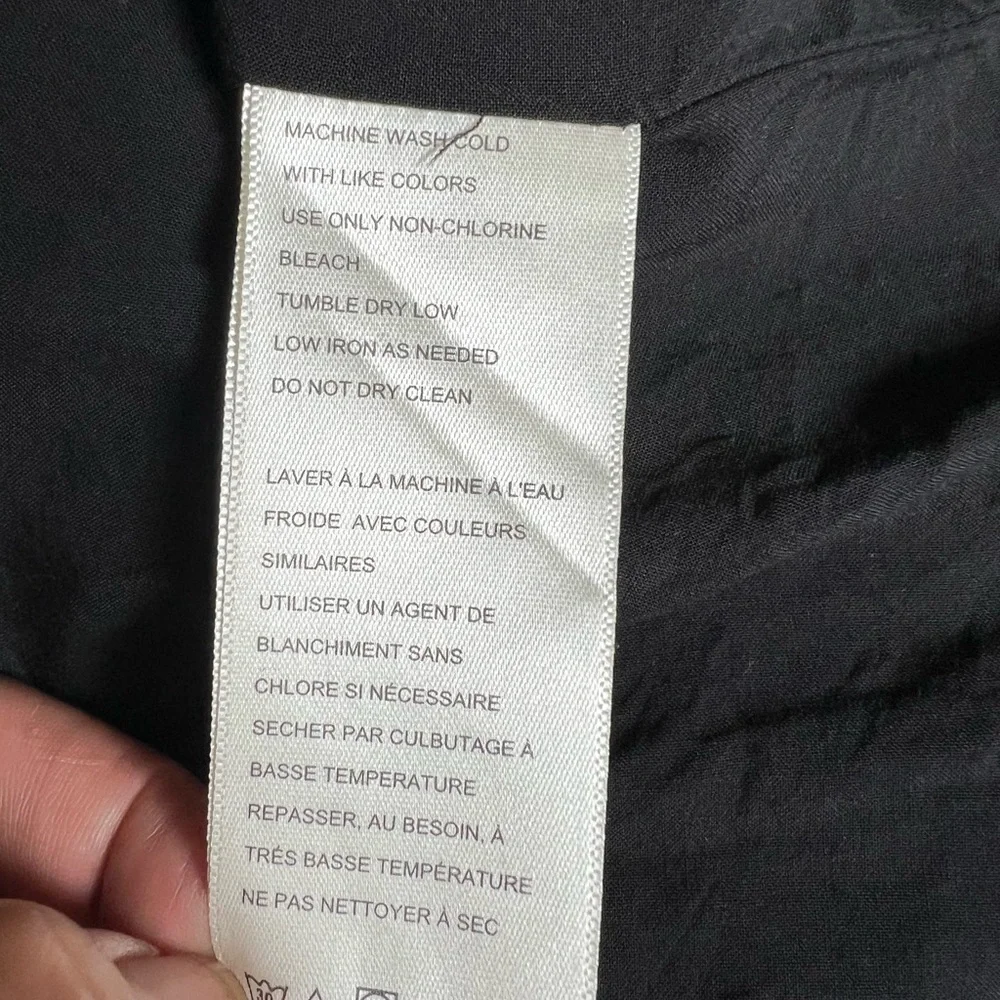 MACHINE WASH COLD
WITH LIKE COLORS
USE ONLY NON-CHLORINE
BLEACH
TUMBLE DRY LOW
LOW IRON AS NEEDED
DO NOT DRY CLEAN
LAVER À LA MACHINE À L'EAU
FROIDE AVEC COULEURS
SIMILAIRES
UTILISER UN AGENT DE
BLANCHIMENT SANS
CHLORE SI NÉCESSAIRE
SECHER PAR CULBUTAGE À
BASSE TEMPERATURE
REPASSER, AU BESOIN, À
TRÉS BASSE TEMPÉRATURE
NE PAS NETTOYER À SEC
30